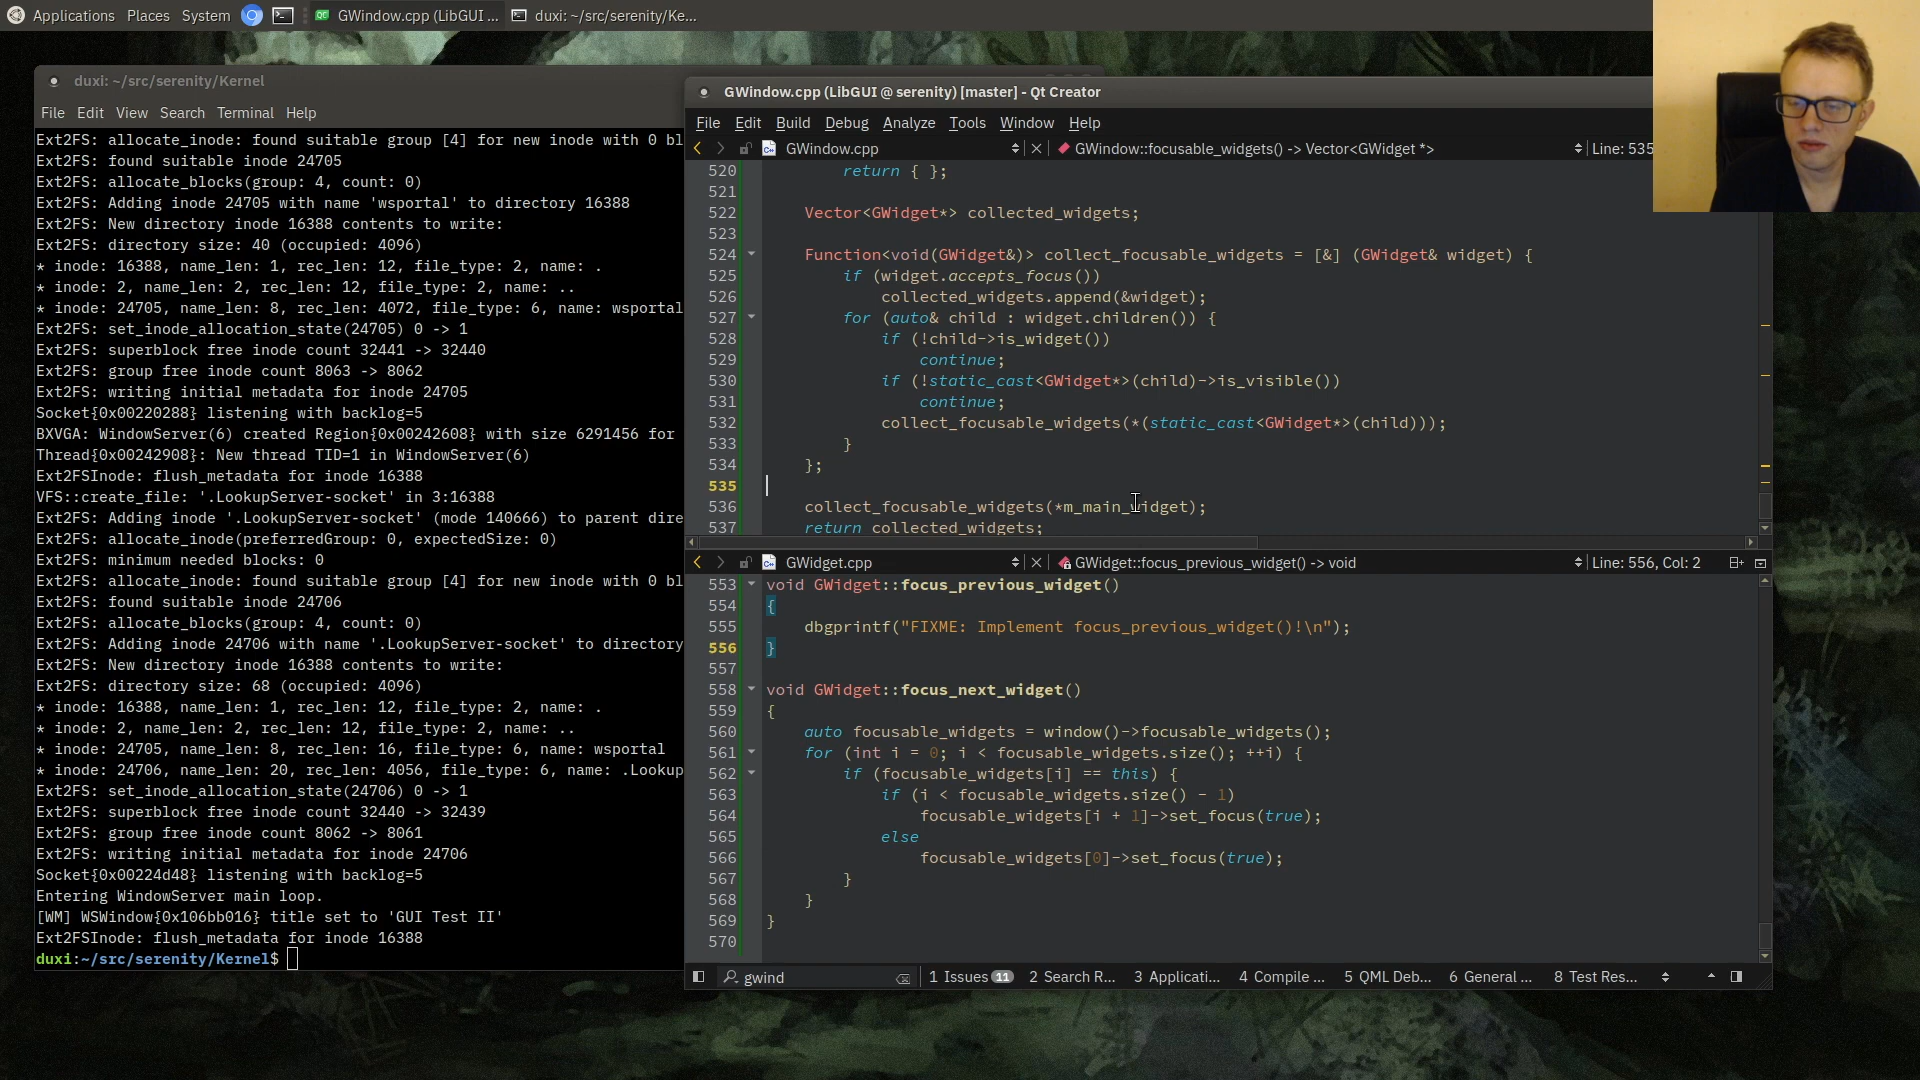 Applications Places System GWindow.cpp (LibGUI ... duxi: ~/src/serenity/Ke...
duxi: ~/src/serenity/Kernel
File Edit View Search Terminal Help
Ext2FS: allocate_inode: found suitable group [4] for new inode with 0 bl
Ext2FS: found suitable inode 24705
Ext2FS: allocate_blocks(group: 4, count: 0)
Ext2FS: Adding inode 24705 with name 'wsportal' to directory 16388
Ext2FS: New directory inode 16388 contents to write:
Ext2FS: directory size: 40 (occupied: 4096)
* inode: 16388, name_len: 1, rec_len: 12, file_type: 2, name: .
* inode: 2, name_len: 2, rec_len: 12, file_type: 2, name: ..
* inode: 24705, name_len: 8, rec_len: 4072, file_type: 6, name: wsportal
Ext2FS: set_inode_allocation_state(24705) 0 -> 1
Ext2FS: superblock free inode count 32441 -> 32440
Ext2FS: group free inode count 8063 -> 8062
Ext2FS: writing initial metadata for inode 24705
Socket{0x00220288} listening with backlog=5
BXVGA: WindowServer(6) created Region{0x00242608} with size 6291456 for
Thread{0x00242908}: New thread TID=1 in WindowServer(6)
Ext2FSInode: flush_metadata for inode 16388
VFS::create_file: '.LookupServer-socket' in 3:16388
Ext2FS: Adding inode '.LookupServer-socket' (mode 140666) to parent dire
Ext2FS: allocate_inode(preferredGroup: 0, expectedSize: 0)
Ext2FS: minimum needed blocks: 0
Ext2FS: allocate_inode: found suitable group [4] for new inode with 0 bl
Ext2FS: found suitable inode 24706
Ext2FS: allocate_blocks(group: 4, count: 0)
Ext2FS: Adding inode 24706 with name '.LookupServer-socket' to directory
Ext2FS: New directory inode 16388 contents to write:
Ext2FS: directory size: 68 (occupied: 4096)
* inode: 16388, name_len: 1, rec_len: 12, file_type: 2, name: .
* inode: 2, name_len: 2, rec_len: 12, file_type: 2, name: ..
* inode: 24705, name_len: 8, rec_len: 16, file_type: 6, name: wsportal
* inode: 24706, name_len: 20, rec_len: 4056, file_type: 6, name: .Lookup
Ext2FS: set_inode_allocation_state(24706) 0 -> 1
Ext2FS: superblock free inode count 32440 -> 32439
Ext2FS: group free inode count 8062 -> 8061
Ext2FS: writing initial metadata for inode 24706
Socket{0x00224d48} listening with backlog=5
Entering WindowServer main loop.
[WM] WSWindow{0x106bb016} title set to 'GUI Test II'
Ext2FSInode: flush_metadata for inode 16388
duxi:~/src/serenity/Kernel$
GWindow.cpp (LibGUI @ serenity) [master] - Qt Creator
File Edit Build Debug Analyze Tools Window Help
GWindow.cpp GWindow::focusable_widgets() -> Vector<GWidget *> Line: 535
520 return { };
521
522 Vector<GWidget*> collected_widgets;
523
524 Function<void(GWidget&)> collect_focusable_widgets = [&] (GWidget& widget) {
525 if (widget.accepts_focus())
526 collected_widgets.append(&widget);
527 for (auto& child : widget.children()) {
528 if (!child->is_widget())
529 continue;
530 if (!static_cast<GWidget*>(child)->is_visible())
531 continue;
532 collect_focusable_widgets(*(static_cast<GWidget*>(child)));
533 }
534 };
535
536 collect_focusable_widgets(*m_main_widget);
537 return collected_widgets;
GWidget.cpp GWidget::focus_previous_widget() -> void Line: 556, Col: 2
553 void GWidget::focus_previous_widget()
554 {
555 dbgprintf("FIXME: Implement focus_previous_widget()!\n");
556 }
557
558 void GWidget::focus_next_widget()
559 {
560 auto focusable_widgets = window()->focusable_widgets();
561 for (int i = 0; i < focusable_widgets.size(); ++i) {
562 if (focusable_widgets[i] == this) {
563 if (i < focusable_widgets.size() - 1)
564 focusable_widgets[i + 1]->set_focus(true);
565 else
566 focusable_widgets[0]->set_focus(true);
567 }
568 }
569 }
570
gwind 1 Issues 11 2 Search R... 3 Applicati... 4 Compile ... 5 QML Deb... 6 General ... 8 Test Res...